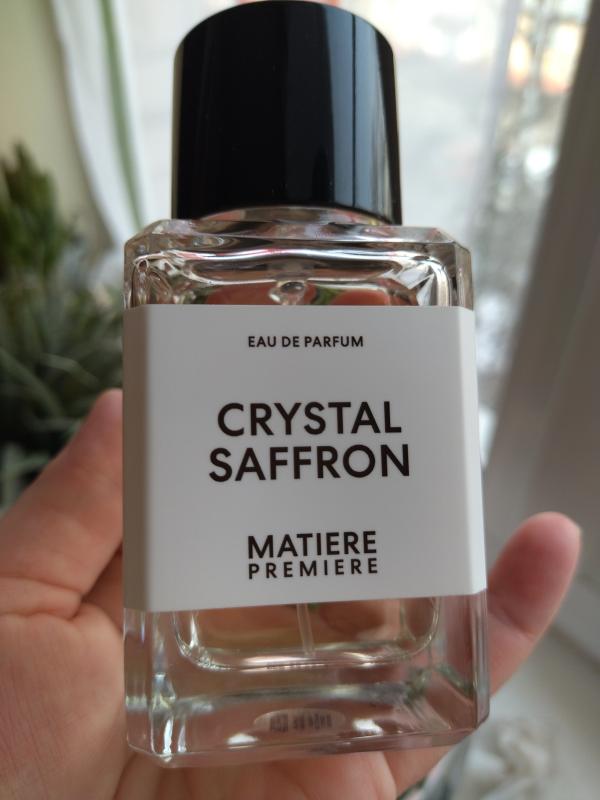 EAU DE PARFUM
CRYSTAL
SAFFRON
MATIERE
PREMIERE